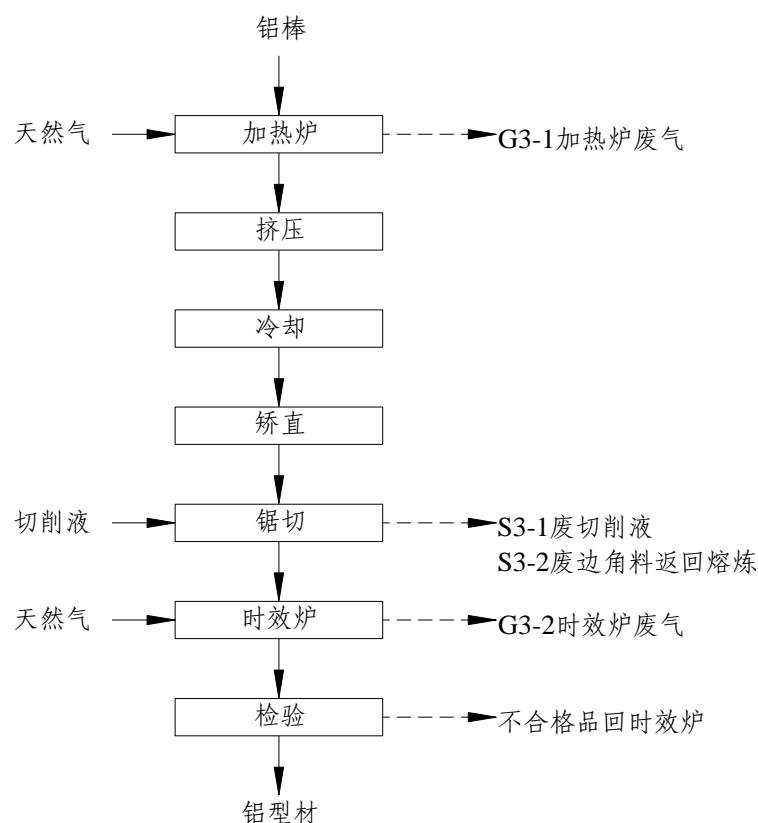 铝棒
天然气
加热炉
G3-1加热炉废气
挤压
冷却
矫直
切削液
锯切
S3-1废切削液
S3-2废边角料返回熔炼
天然气
时效炉
G3-2时效炉废气
检验
不合格品回时效炉
铝型材